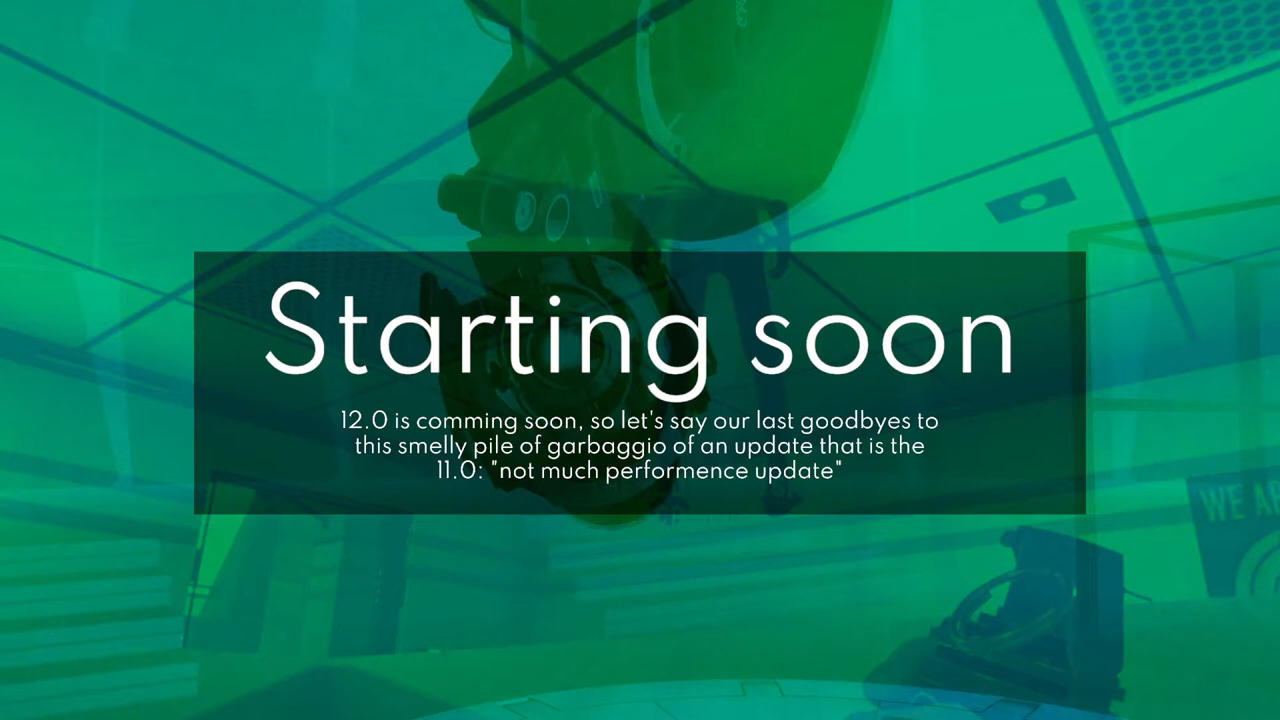 Starting soon
12.0 is comming soon, so let's say our last goodbyes to
this smelly pile of garbaggio of an update that is the
11.0: "not much performence update"
WE